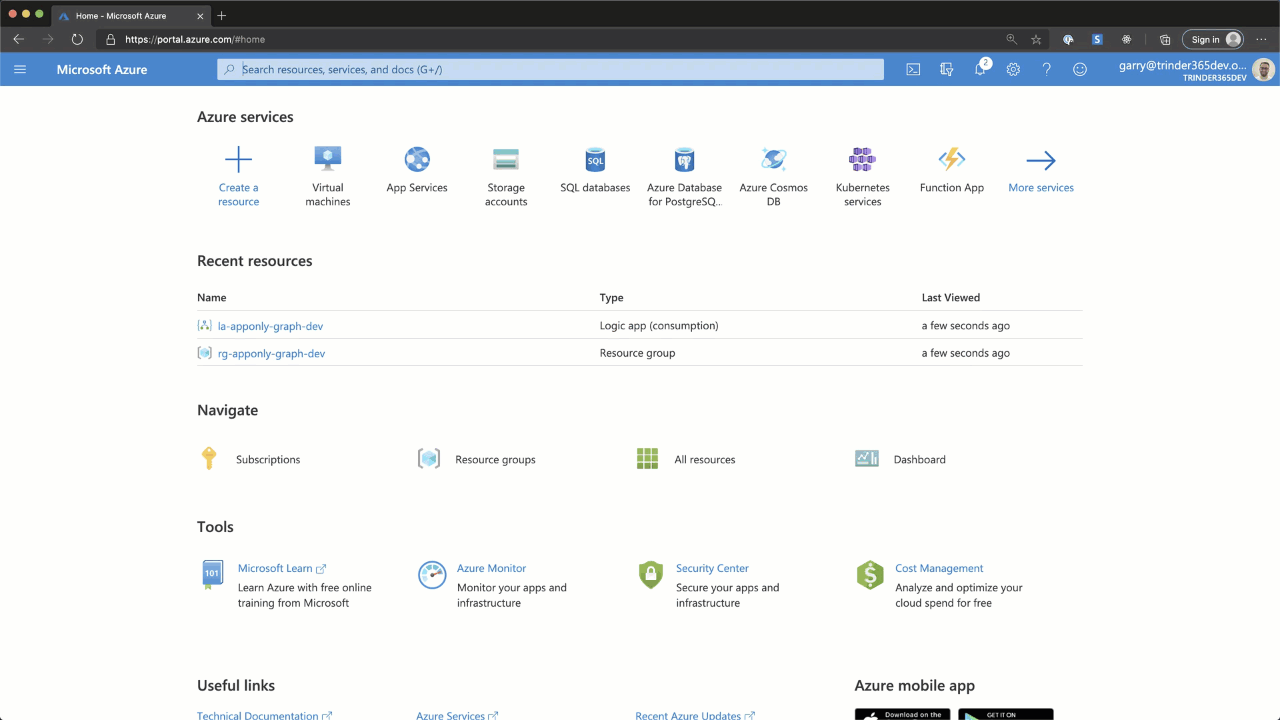 Home - Microsoft Azure
https://portal.azure.com/#home
Sign in
Microsoft Azure
Search resources, services, and docs (G+/)
2
garry@trinder365dev.o...
TRINDER365DEV
Azure services
Create a resource
Virtual machines
App Services
Storage accounts
SQL
SQL databases
Azure Database for PostgreSQ...
Azure Cosmos DB
Kubernetes services
Function App
More services
Recent resources
Name Type Last Viewed
la-apponly-graph-dev Logic app (consumption) a few seconds ago
rg-apponly-graph-dev Resource group a few seconds ago
Navigate
Subscriptions
Resource groups
All resources
Dashboard
Tools
101
Microsoft Learn
Learn Azure with free online
training from Microsoft
Azure Monitor
Monitor your apps and
infrastructure
Security Center
Secure your apps and
infrastructure
Cost Management
Analyze and optimize your
cloud spend for free
Useful links
Azure mobile app
Technical Documentation
Azure Services
Recent Azure Updates
Download on the
GET IT ON